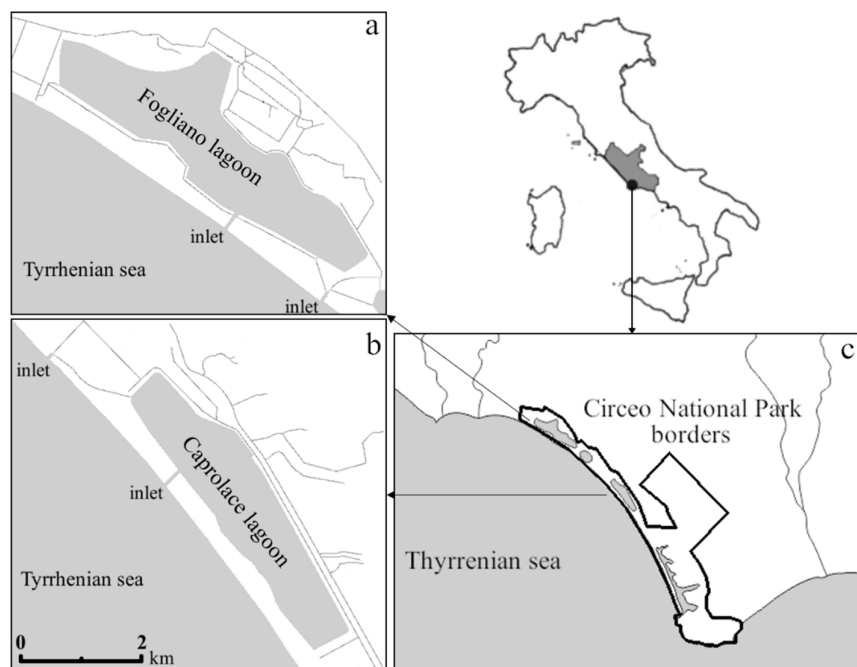 a
Fogliano lagoon
inlet
Tyrrhenian sea
inlet
b
inlet
Caprolace lagoon
inlet
Tyrrhenian sea
0 2
km
c
Circeo National Park
borders
Thyrrenian sea